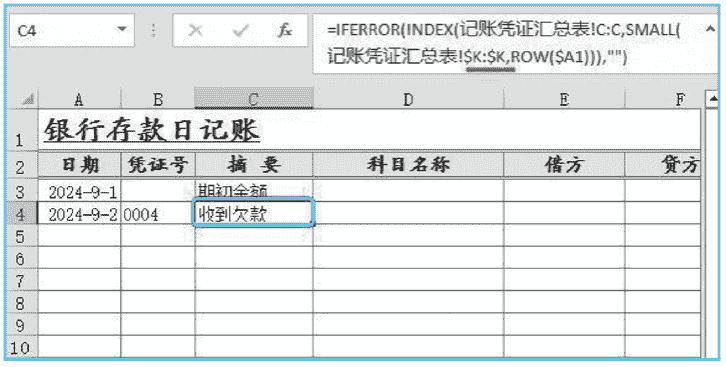 C4 fx =IFERROR(INDEX(记账凭证汇总表!C:C,SMALL(
记账凭证汇总表!$K:$K,ROW($A1))),"")
A B C D E F
1 银行存款日记账
2 日期 凭证号 摘 要 科目名称 借方 贷方
3 2024-9-1 期初金额
4 2024-9-2 0004 收到欠款
5
6
7
8
9
10